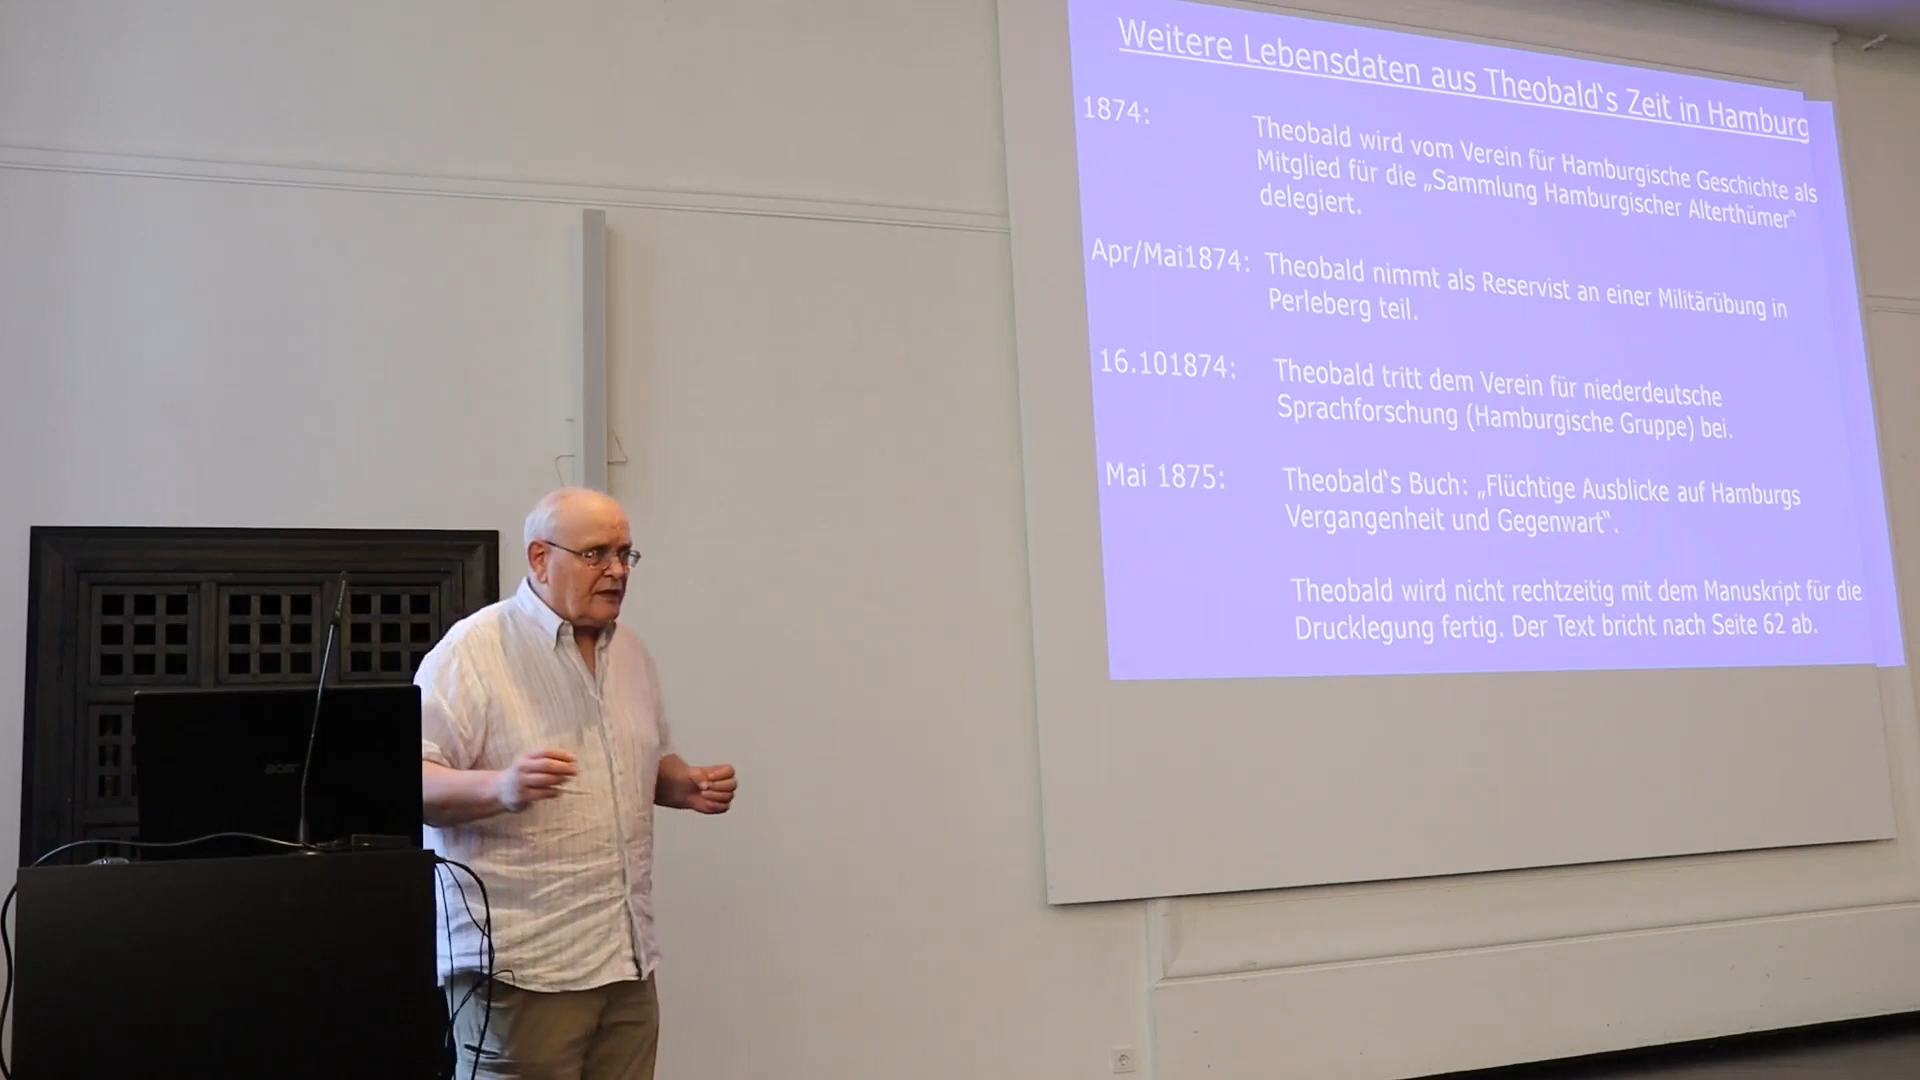 Weitere Lebensdaten aus Theobald‘s Zeit in Hamburg
1874:
Theobald wird vom Verein für Hamburgische Geschichte als
Mitglied für die „Sammlung Hamburgischer Alterthümer“
delegiert.
Apr/Mai1874: Theobald nimmt als Reservist an einer Militärübung in
Perleberg teil.
16.101874: Theobald tritt dem Verein für niederdeutsche
Sprachforschung (Hamburgische Gruppe) bei.
Mai 1875: Theobald‘s Buch: „Flüchtige Ausblicke auf Hamburgs
Vergangenheit und Gegenwart“.
Theobald wird nicht rechtzeitig mit dem Manuskript für die
Drucklegung fertig. Der Text bricht nach Seite 62 ab.
acer